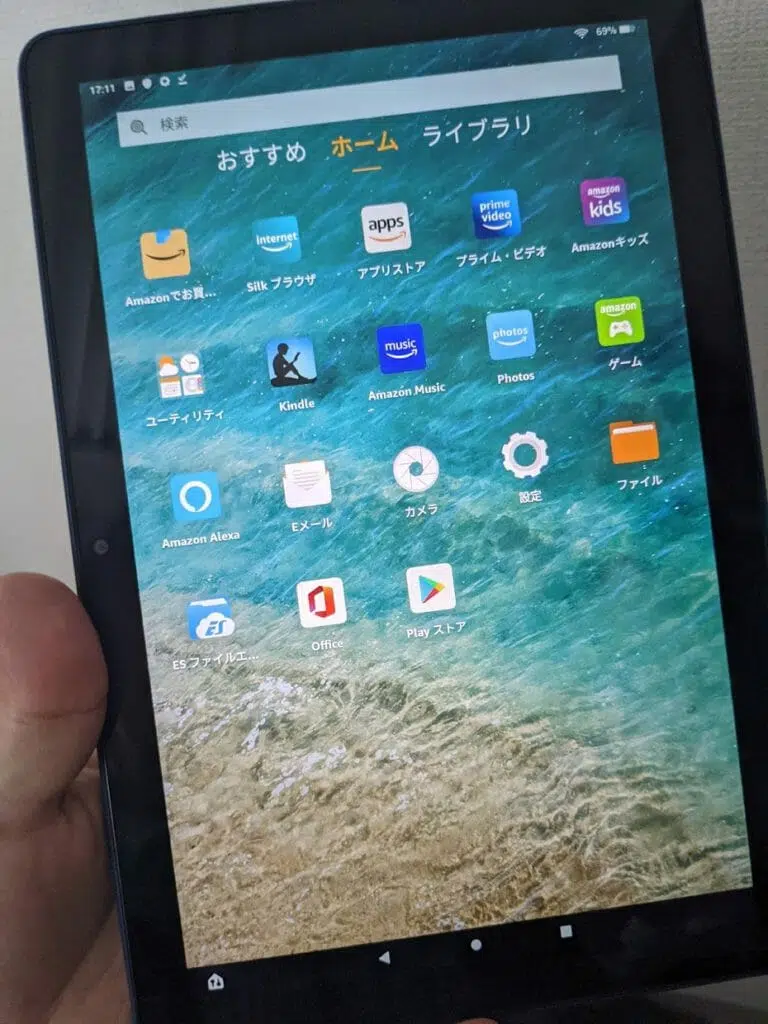 17:11
69%
検索
おすすめ ホーム ライブラリ
internet
apps
prime
video
amazon
kids
Amazonでお買... Silk ブラウザ アプリストア プライム・ビデオ Amazonキッズ
music
photos
amazon
ユーティリティ Kindle Amazon Music Photos ゲーム
Amazon Alexa Eメール カメラ 設定 ファイル
ES
ES ファイルエ... Office Play ストア